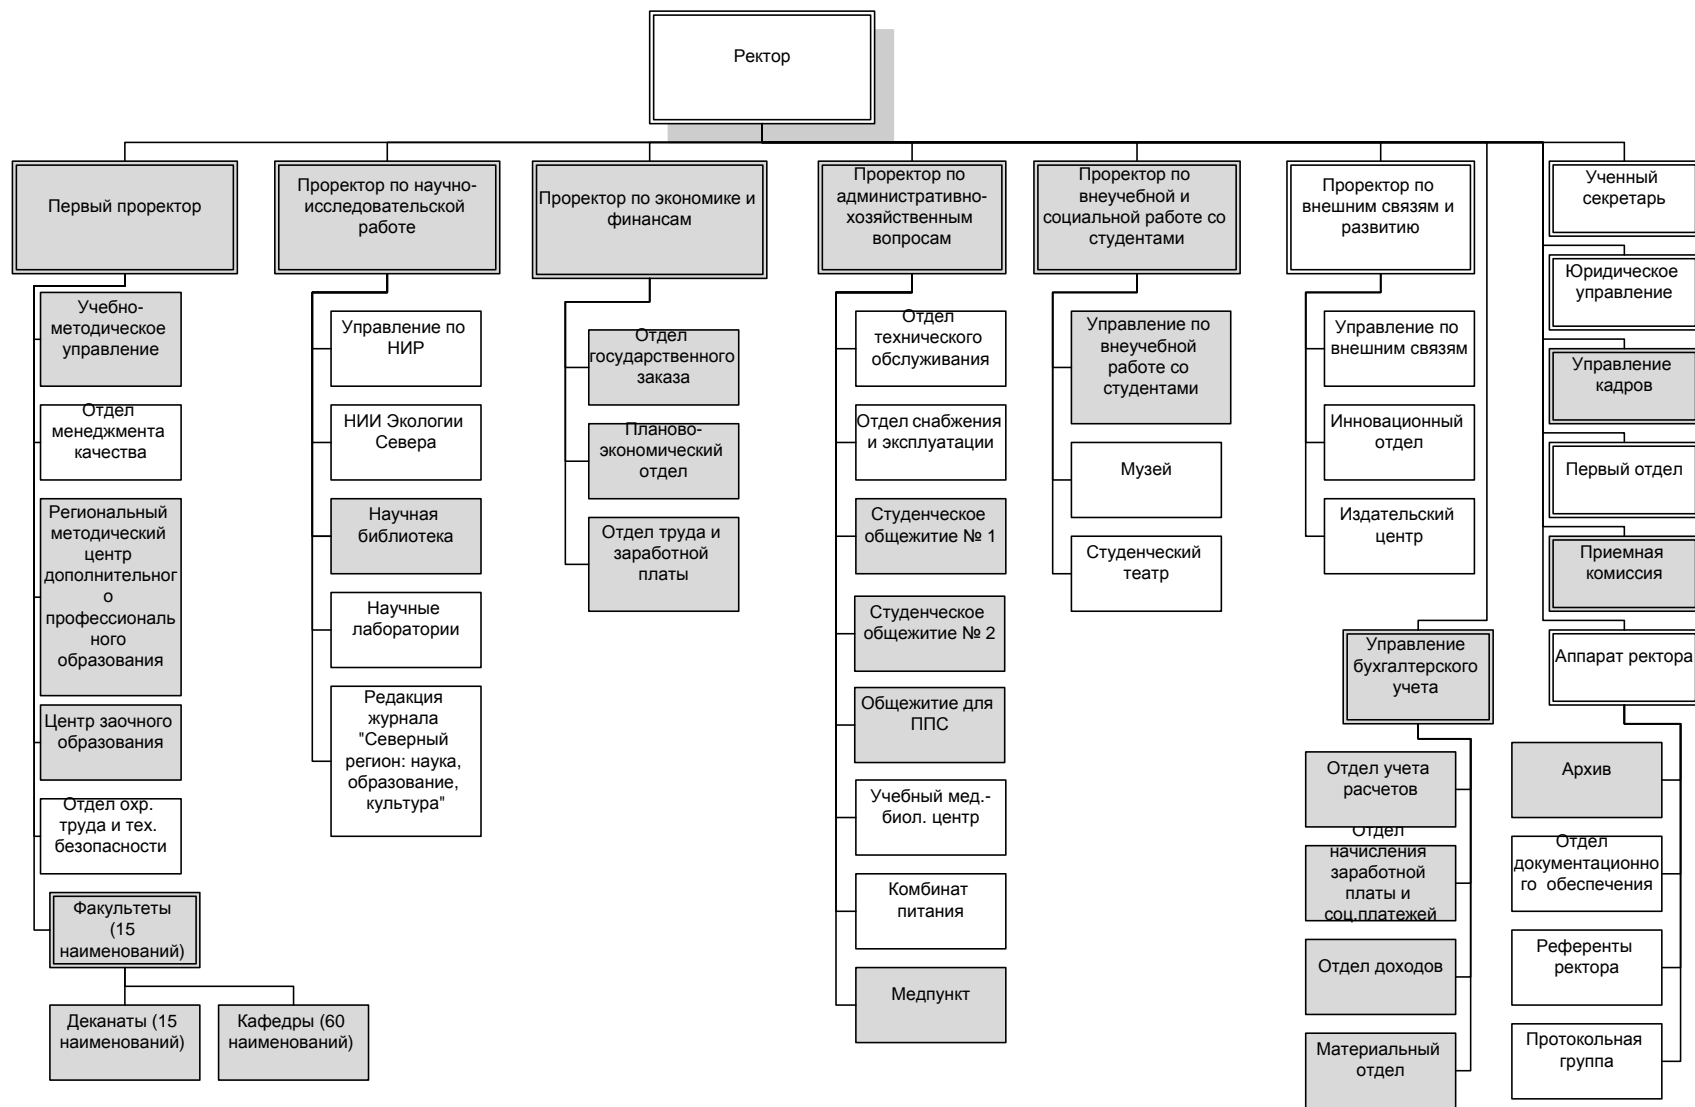 Ректор
Первый проректор
Проректор по научно-
исследовательской
работе
Проректор по экономике и
финансам
Проректор по
административно-
хозяйственным
вопросам
Проректор по
внеучебной и
социальной работе со
студентами
Проректор по
внешним связям и
развитию
Ученный
секретарь
Юридическое
управление
Управление
кадров
Первый отдел
Приемная
комиссия
Аппарат ректора
Управление
бухгалтерского
учета
Учебно-
методическое
управление
Отдел
менеджмента
качества
Региональный
методический
центр
дополнительног
о
профессиональ
ного
образования
Центр заочного
образования
Отдел охр.
труда и тех.
безопасности
Факультеты
(15
наименований)
Деканаты (15
наименований)
Кафедры (60
наименований)
Управление по
НИР
НИИ Экологии
Севера
Научная
библиотека
Научные
лаборатории
Редакция
журнала
"Северный
регион: наука,
образование,
культура"
Отдел
государственного
заказа
Планово-
экономический
отдел
Отдел труда и
заработной
платы
Отдел
технического
обслуживания
Отдел снабжения
и эксплуатации
Студенческое
общежитие № 1
Студенческое
общежитие № 2
Общежитие для
ППС
Учебный мед.-
биол. центр
Комбинат
питания
Медпункт
Управление по
внеучебной
работе со
студентами
Музей
Студенческий
театр
Управление по
внешним связям
Инновационный
отдел
Издательский
центр
Отдел учета
расчетов
Отдел
начисления
заработной
платы и
соц.платежей
Отдел доходов
Материальный
отдел
Архив
Отдел
документационно
го обеспечения
Референты
ректора
Протокольная
группа